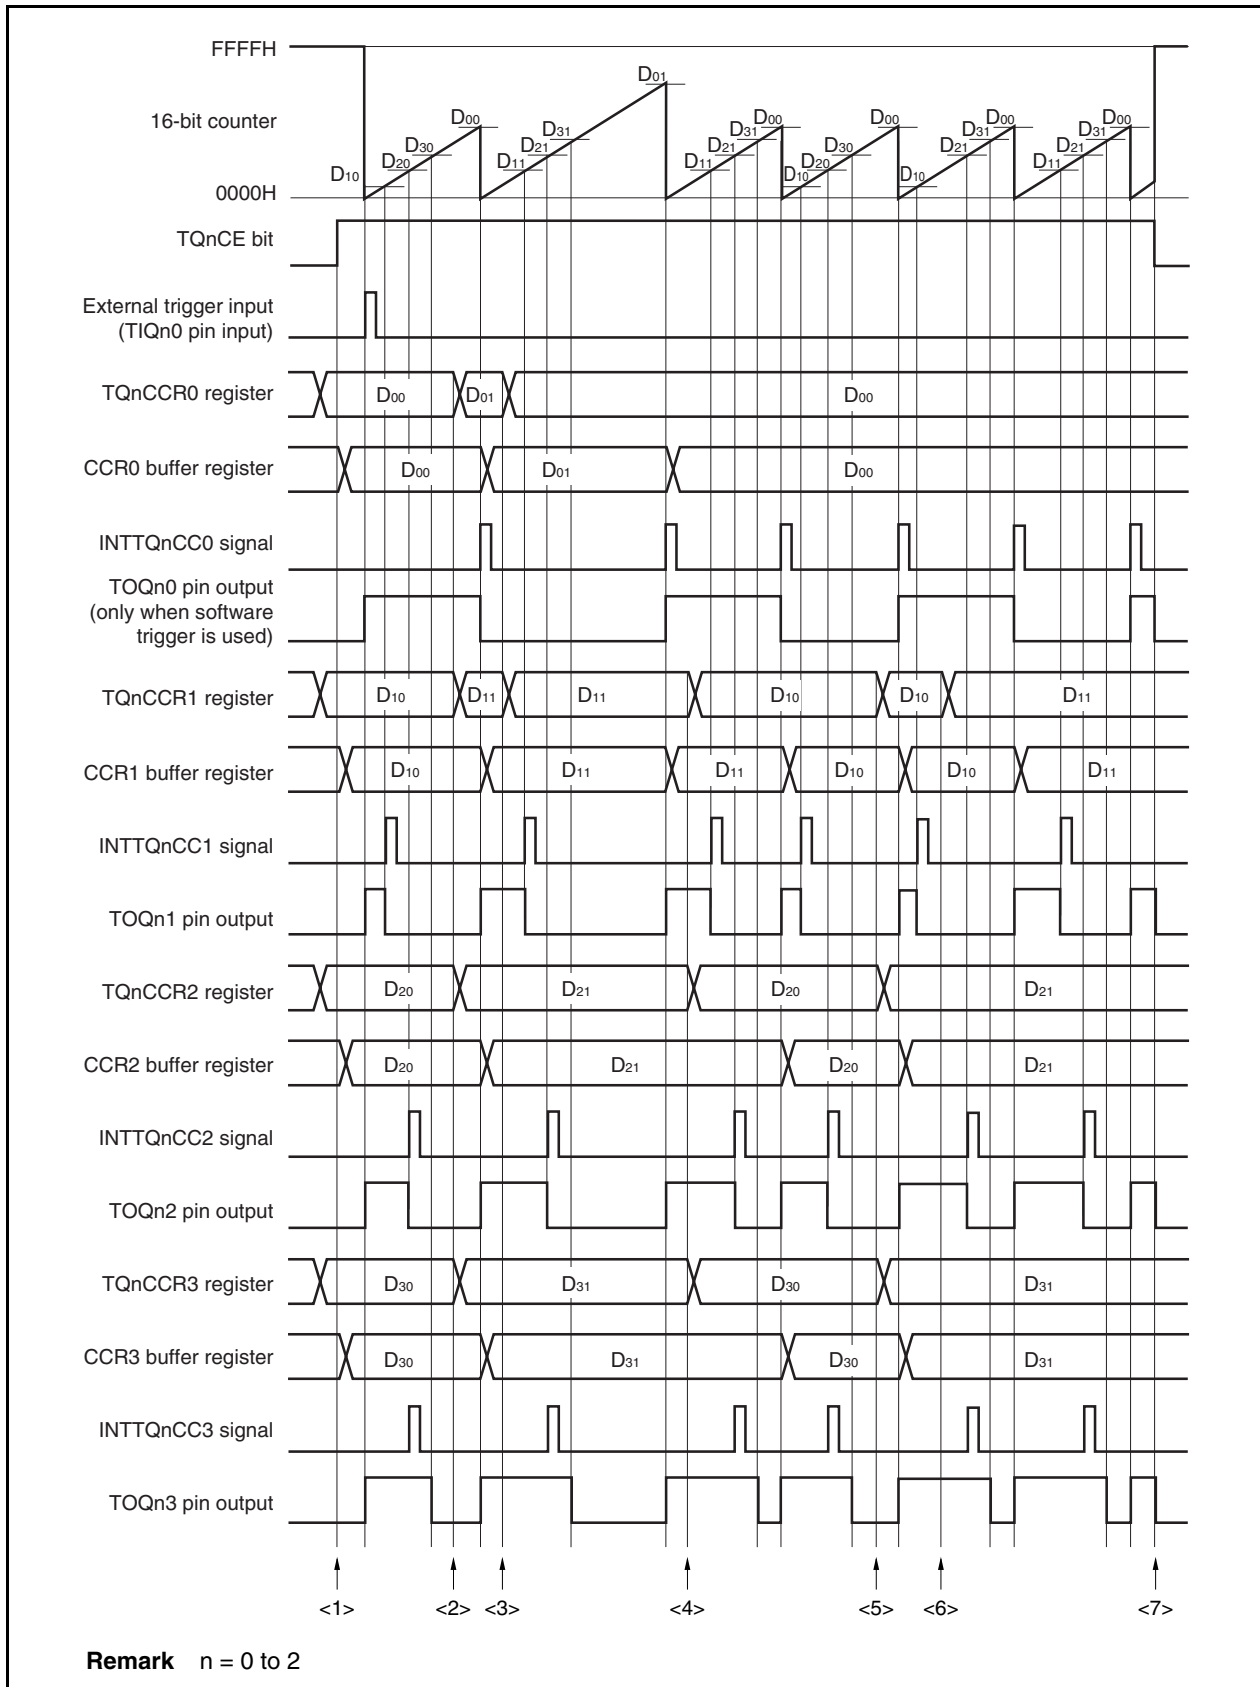 FFFFH
16-bit counter
0000H
D10 D20 D30 D00 D11 D21 D31 D01 D11 D21 D31 D00 D10 D20 D30 D00 D10 D21 D31 D00 D11 D21 D31 D00
TQnCE bit
External trigger input
(TIQn0 pin input)
TQnCCR0 register D00 D01 D00
CCR0 buffer register D00 D01 D00
INTTQnCC0 signal
TOQn0 pin output
(only when software
trigger is used)
TQnCCR1 register D10 D11 D11 D10 D10 D11
CCR1 buffer register D10 D11 D11 D10 D10 D11
INTTQnCC1 signal
TOQn1 pin output
TQnCCR2 register D20 D21 D20 D21
CCR2 buffer register D20 D21 D20 D21
INTTQnCC2 signal
TOQn2 pin output
TQnCCR3 register D30 D31 D30 D31
CCR3 buffer register D30 D31 D30 D31
INTTQnCC3 signal
TOQn3 pin output
<1> <2> <3> <4> <5> <6> <7>
Remark n = 0 to 2